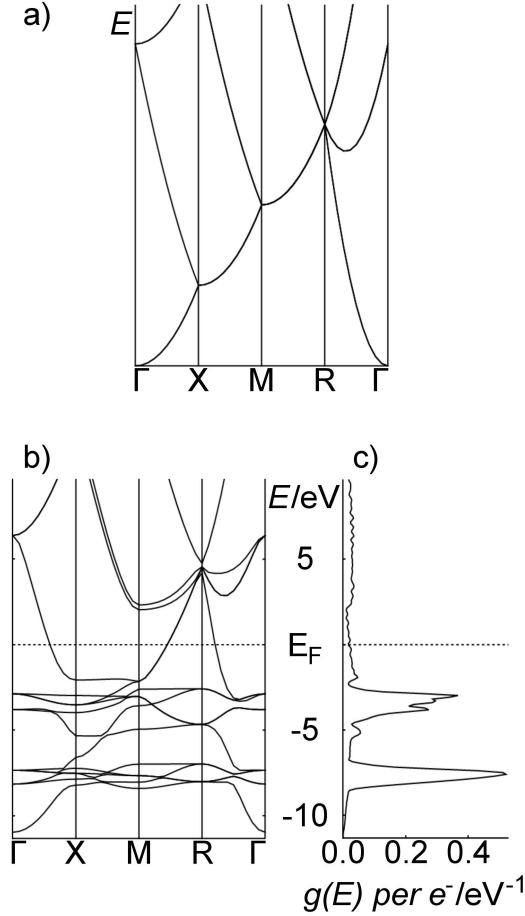 a)
E
Γ X M R Γ
b) c)
E/eV
5
E_F
-5
-10
Γ X M R Γ 0.0 0.2 0.4
g(E) per e⁻/eV⁻¹